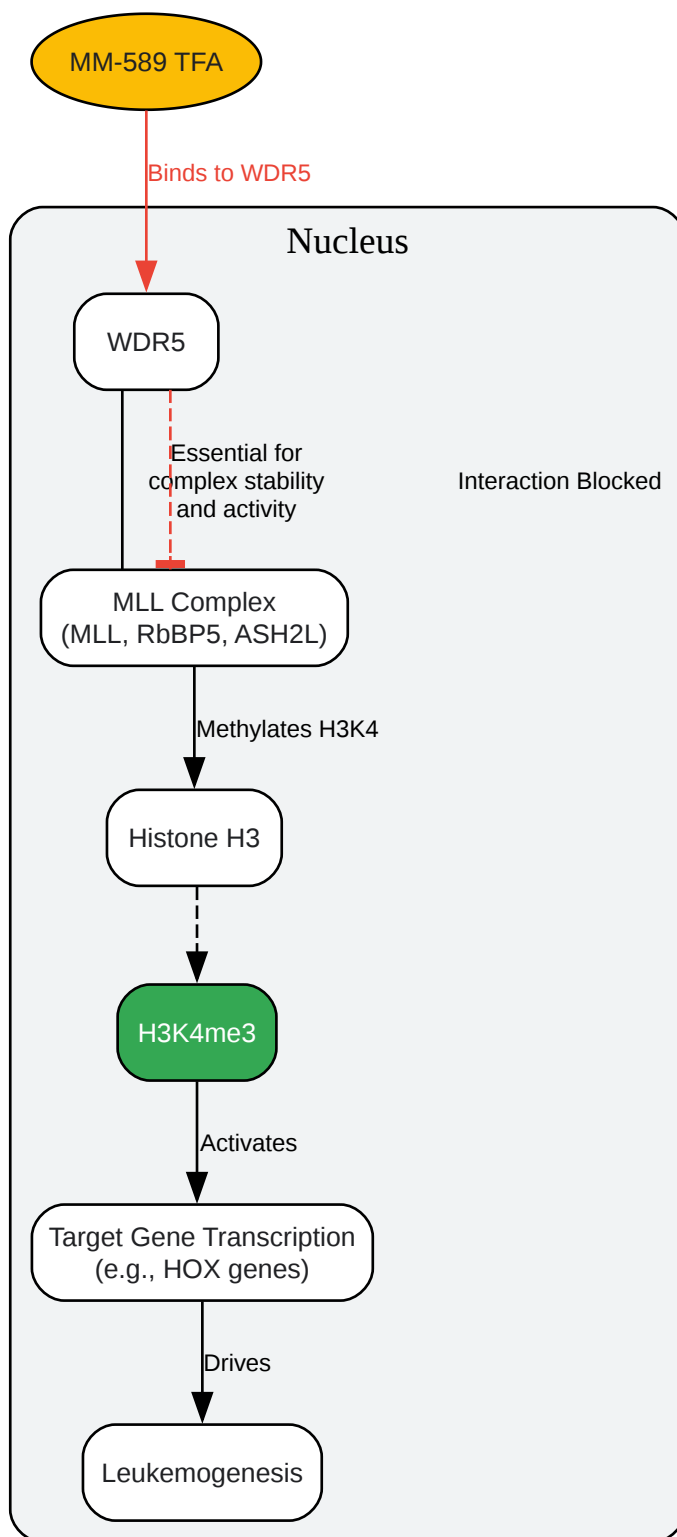 MM-589 TFA
Binds to WDR5
Nucleus
WDR5
Essential for
complex stability
and activity
Interaction Blocked
MLL Complex
(MLL, RbBP5, ASH2L)
Methylates H3K4
Histone H3
H3K4me3
Activates
Target Gene Transcription
(e.g., HOX genes)
Drives
Leukemogenesis